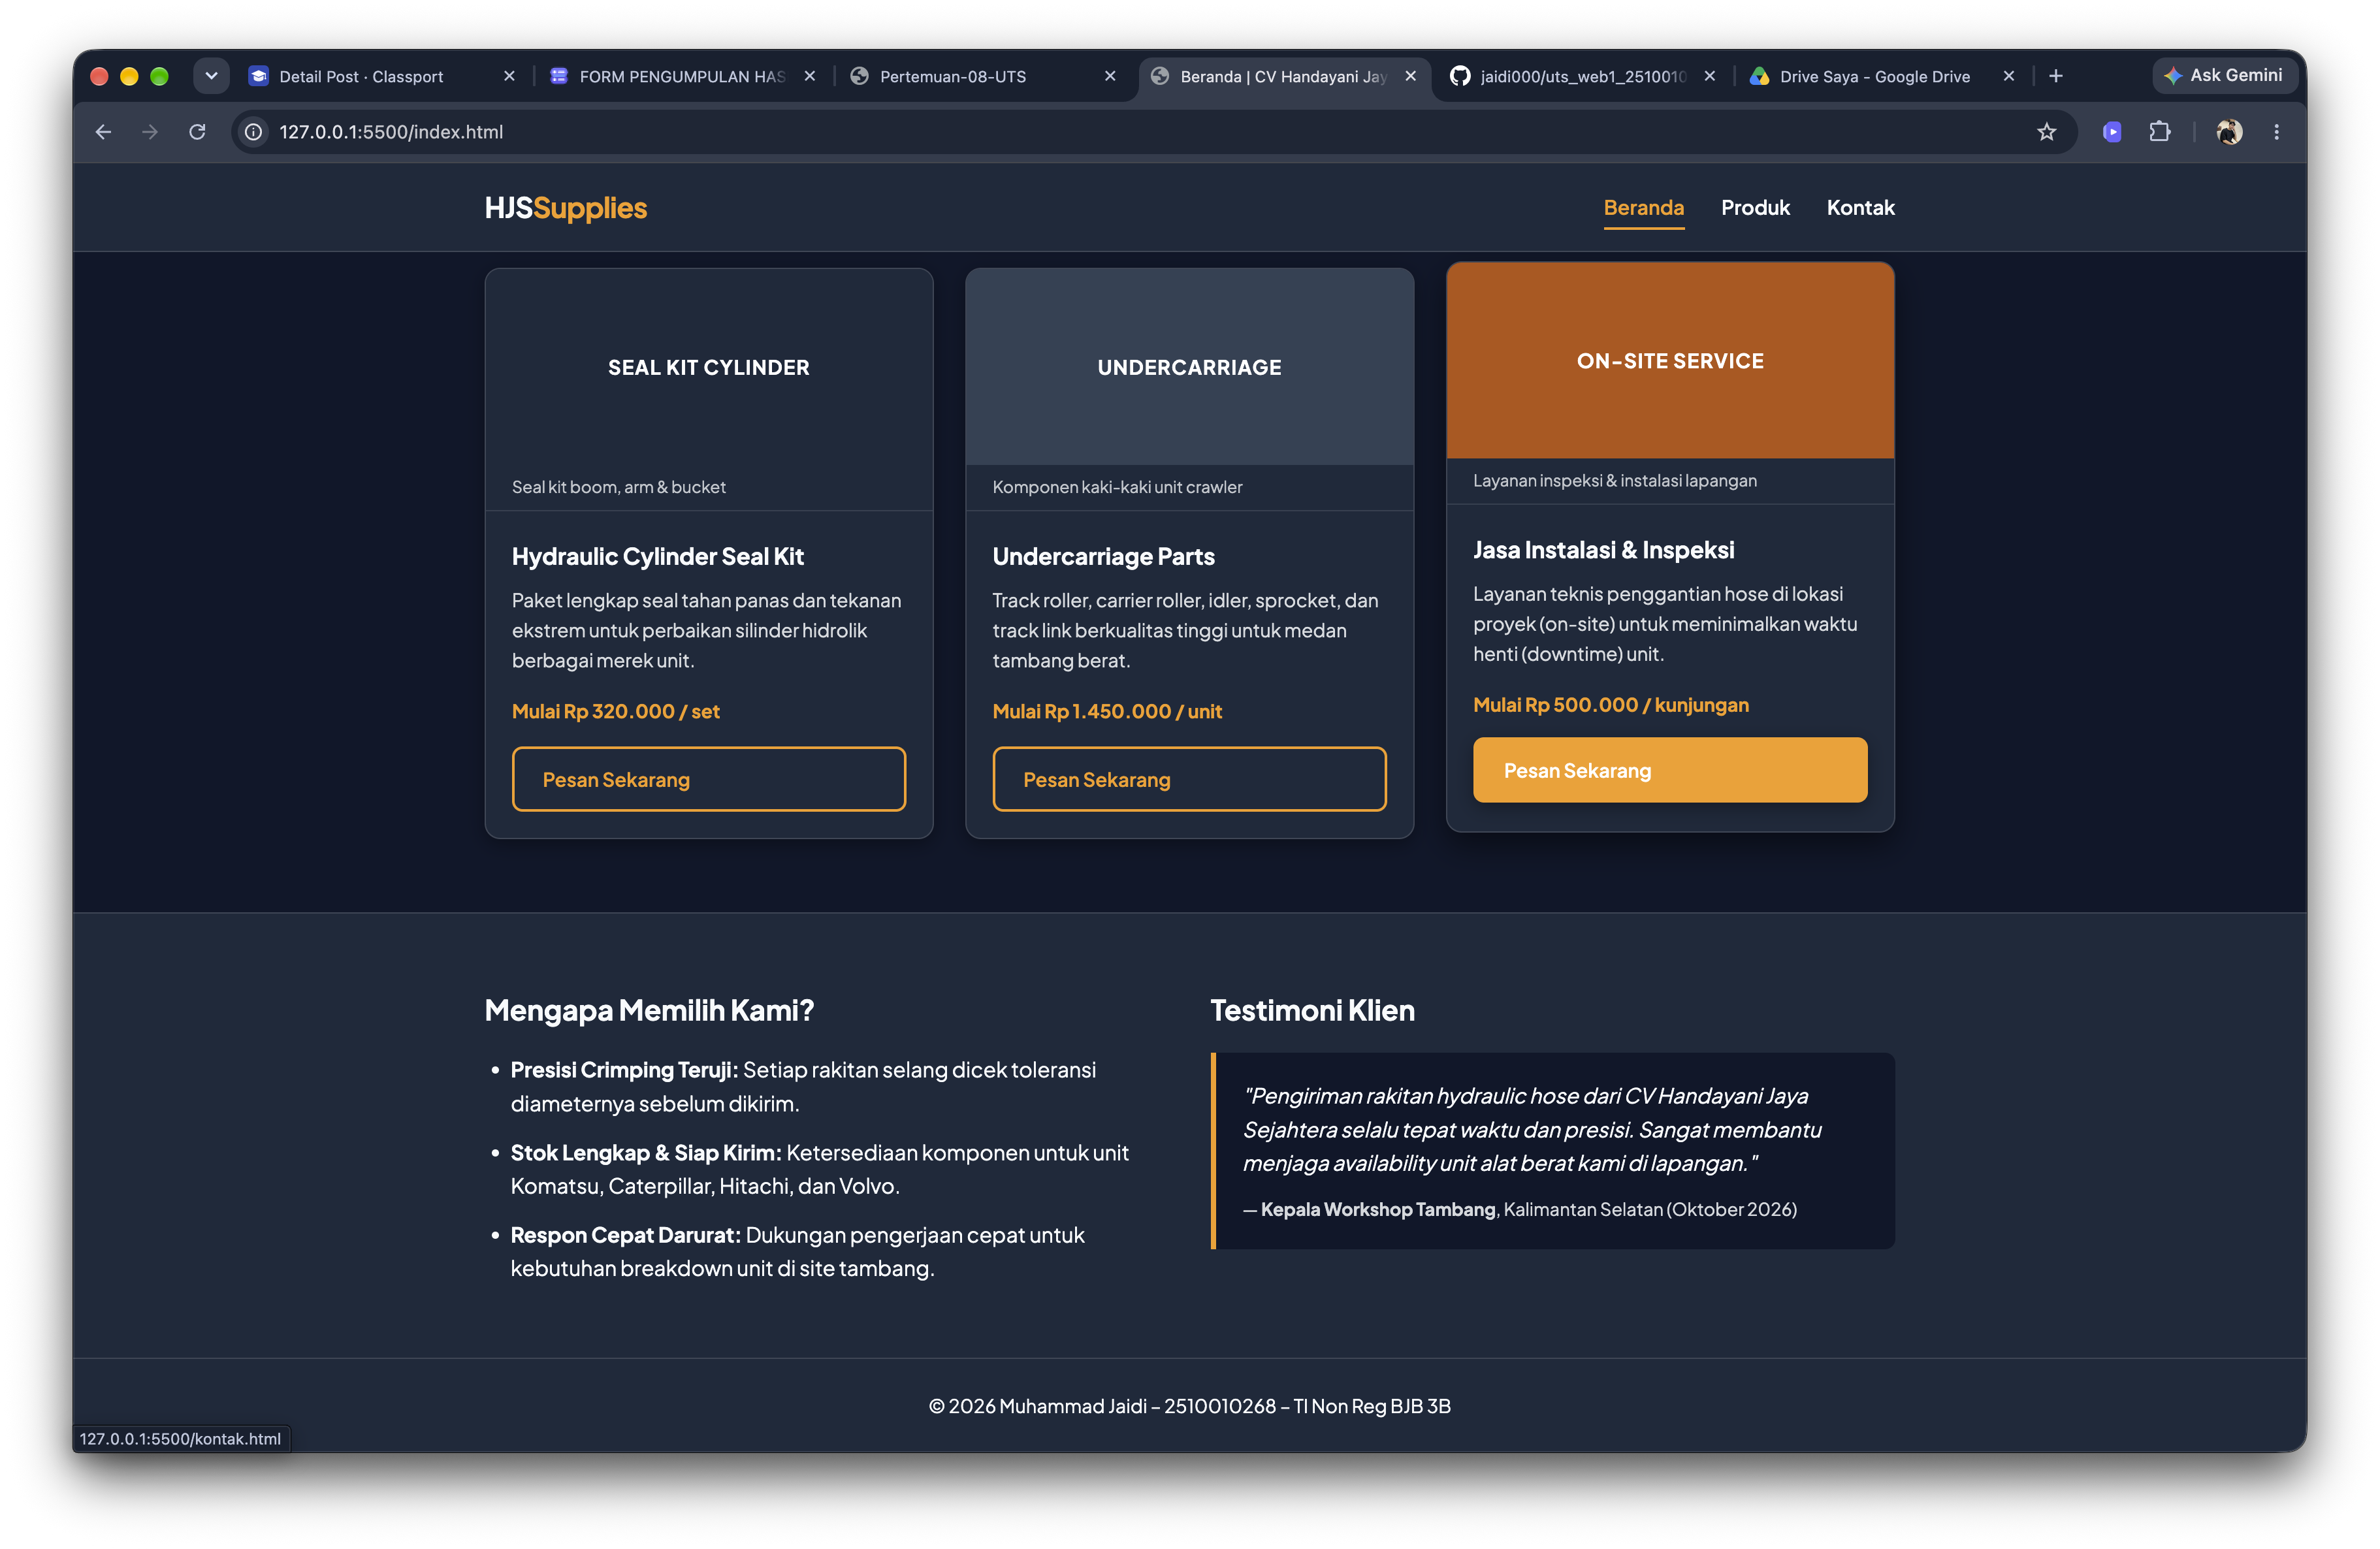 Detail Post · Classport
FORM PENGUMPULAN HAS
Pertemuan-08-UTS
Beranda | CV Handayani Jay
jaidi000/uts_web1_2510010
Drive Saya - Google Drive
Ask Gemini
127.0.0.1:5500/index.html
HJSSupplies
Beranda
Produk
Kontak
SEAL KIT CYLINDER
Seal kit boom, arm & bucket
Hydraulic Cylinder Seal Kit
Paket lengkap seal tahan panas dan tekanan
ekstrem untuk perbaikan silinder hidrolik
berbagai merek unit.
Mulai Rp 320.000 / set
Pesan Sekarang
UNDERCARRIAGE
Komponen kaki-kaki unit crawler
Undercarriage Parts
Track roller, carrier roller, idler, sprocket, dan
track link berkualitas tinggi untuk medan
tambang berat.
Mulai Rp 1.450.000 / unit
Pesan Sekarang
ON-SITE SERVICE
Layanan inspeksi & instalasi lapangan
Jasa Instalasi & Inspeksi
Layanan teknis penggantian hose di lokasi
proyek (on-site) untuk meminimalkan waktu
henti (downtime) unit.
Mulai Rp 500.000 / kunjungan
Pesan Sekarang
Mengapa Memilih Kami?
• Presisi Crimping Teruji: Setiap rakitan selang dicek toleransi
diameternya sebelum dikirim.
• Stok Lengkap & Siap Kirim: Ketersediaan komponen untuk unit
Komatsu, Caterpillar, Hitachi, dan Volvo.
• Respon Cepat Darurat: Dukungan pengerjaan cepat untuk
kebutuhan breakdown unit di site tambang.
Testimoni Klien
"Pengiriman rakitan hydraulic hose dari CV Handayani Jaya
Sejahtera selalu tepat waktu dan presisi. Sangat membantu
menjaga availability unit alat berat kami di lapangan."
— Kepala Workshop Tambang, Kalimantan Selatan (Oktober 2026)
© 2026 Muhammad Jaidi – 2510010268 – TI Non Reg BJB 3B
127.0.0.1:5500/kontak.html